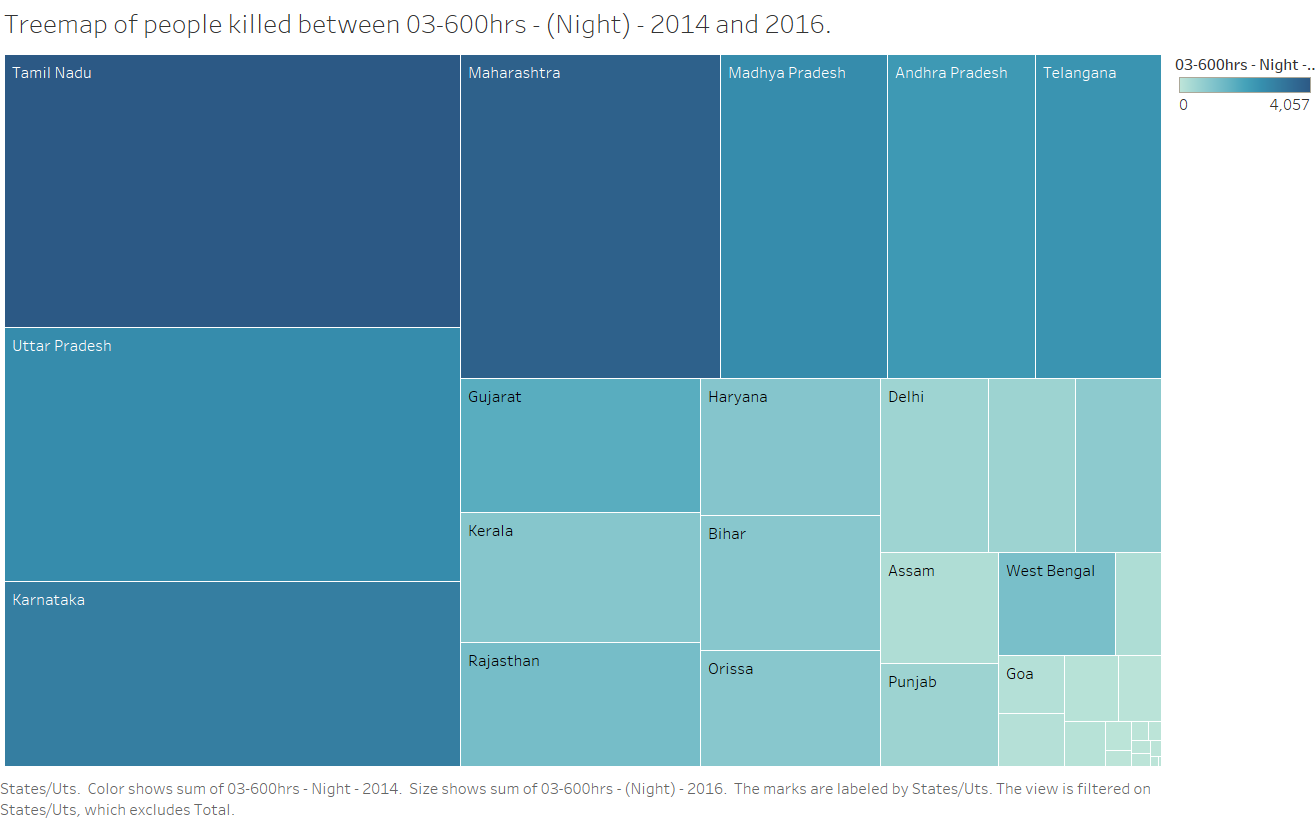 Treemap of people killed between 03-600hrs - (Night) - 2014 and 2016.
Tamil Nadu
Maharashtra
Madhya Pradesh
Andhra Pradesh
Telangana
03-600hrs - Night -..
0
4,057
Uttar Pradesh
Gujarat
Haryana
Delhi
Kerala
Bihar
Assam
West Bengal
Karnataka
Rajasthan
Orissa
Goa
Punjab
States/Uts.  Color shows sum of 03-600hrs - Night - 2014.  Size shows sum of 03-600hrs - (Night) - 2016.  The marks are labeled by States/Uts. The view is filtered on
States/Uts, which excludes Total.